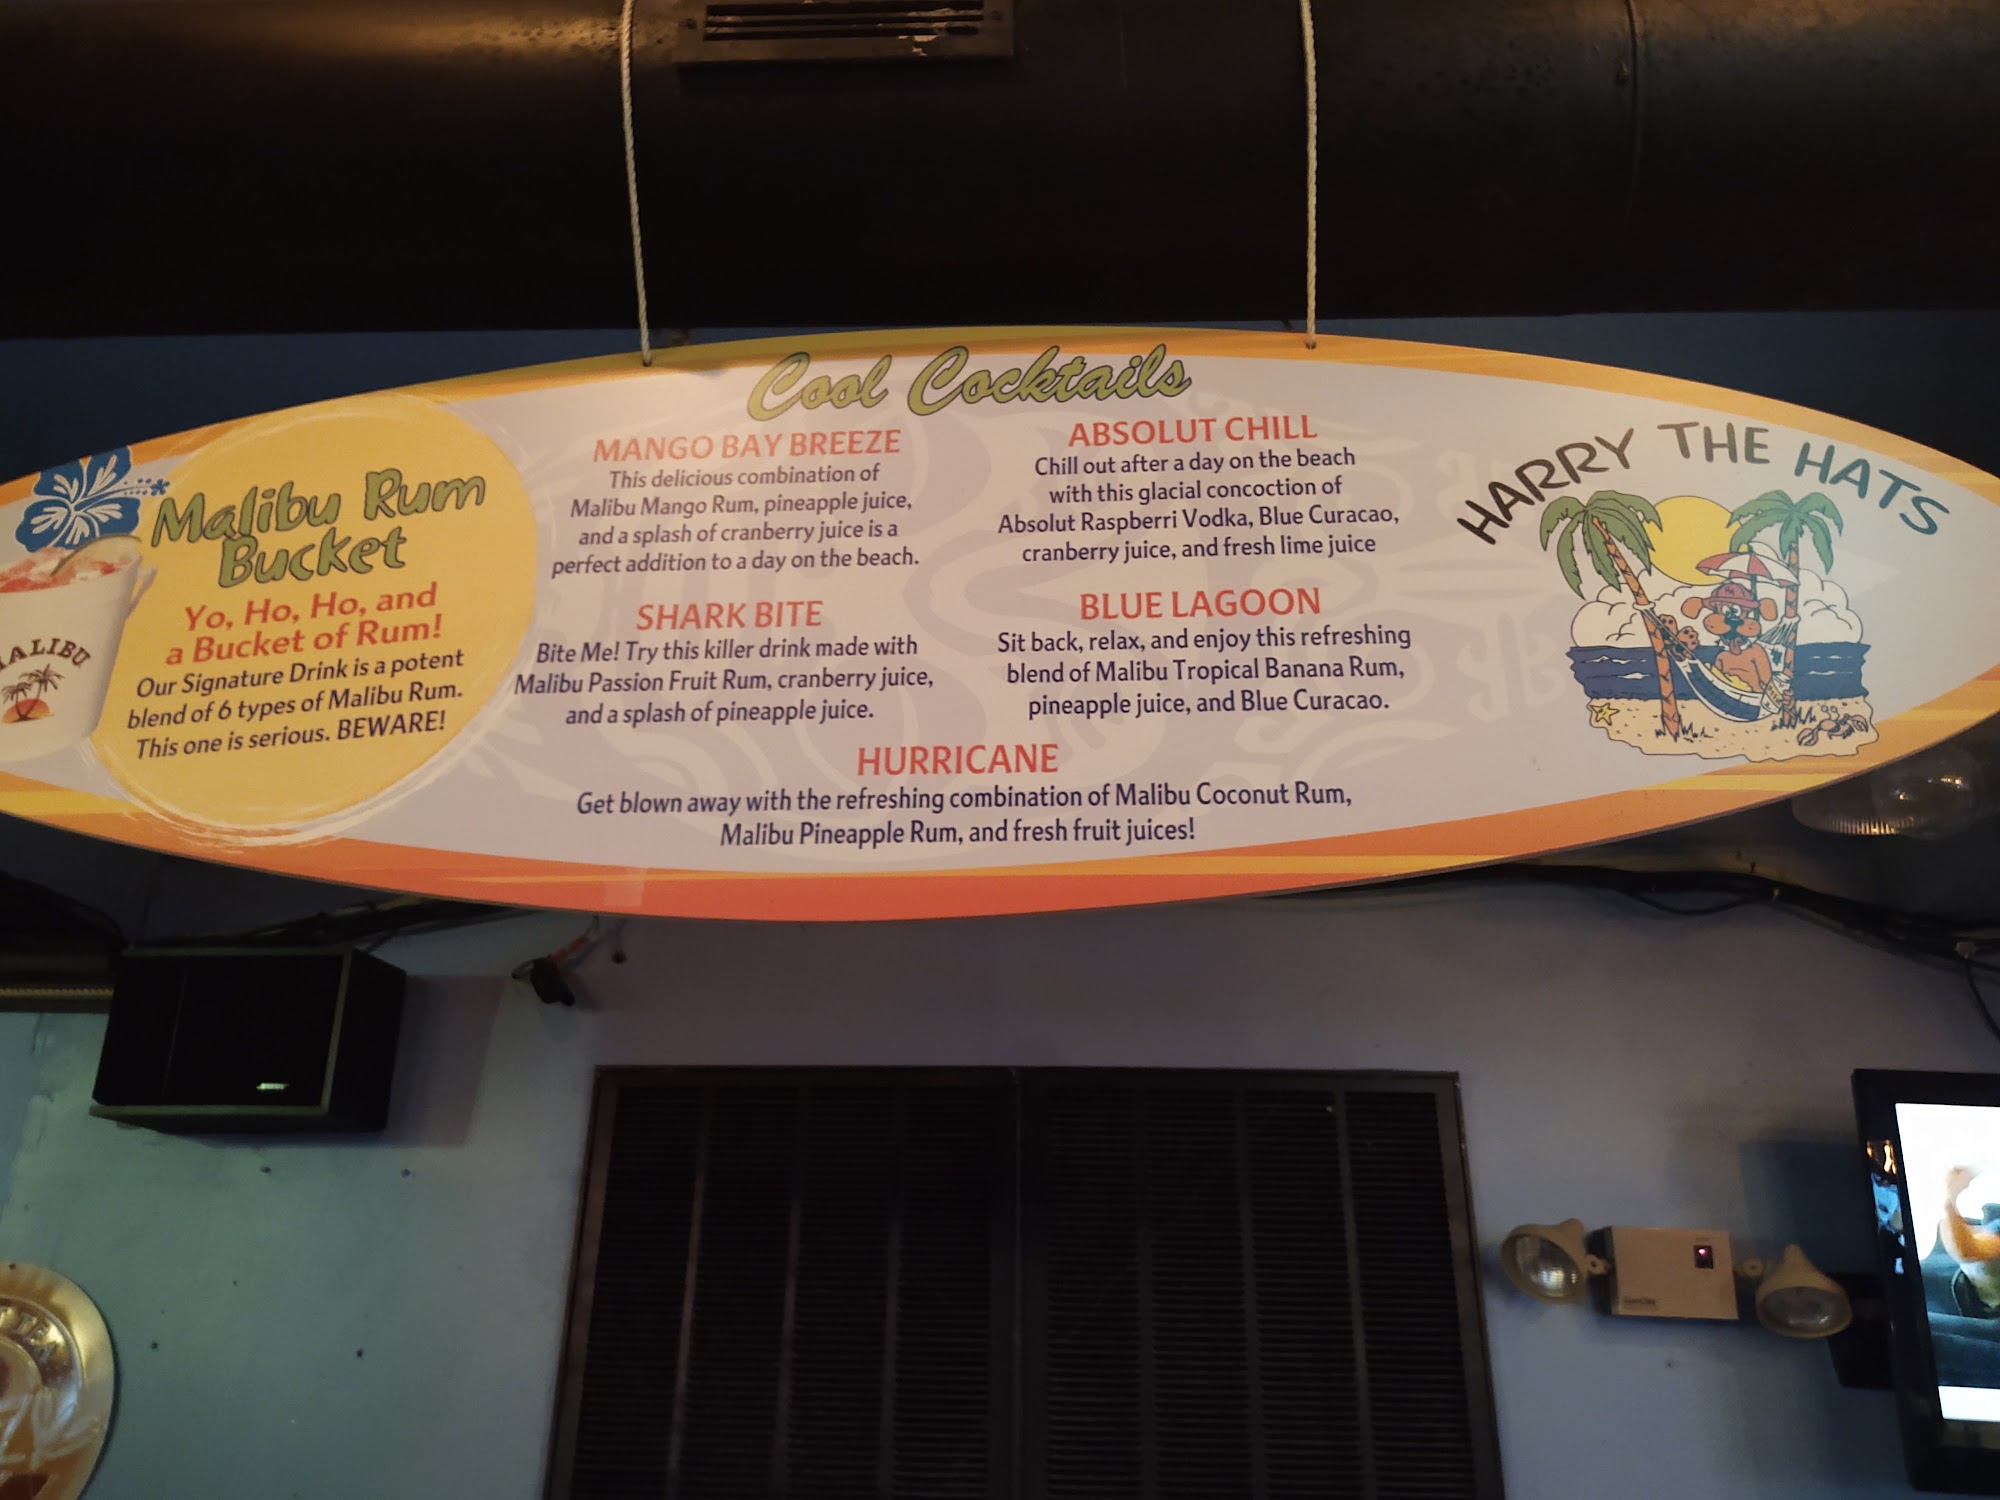 Cool Cocktails
Malibu Rum
Bucket
Yo, Ho, Ho, and
a Bucket of Rum!
Our Signature Drink is a potent
blend of 6 types of Malibu Rum.
This one is serious. BEWARE!
MALIBU
MANGO BAY BREEZE
This delicious combination of
Malibu Mango Rum, pineapple juice,
and a splash of cranberry juice is a
perfect addition to a day on the beach.
SHARK BITE
Bite Me! Try this killer drink made with
Malibu Passion Fruit Rum, cranberry juice,
and a splash of pineapple juice.
ABSOLUT CHILL
Chill out after a day on the beach
with this glacial concoction of
Absolut Raspberri Vodka, Blue Curacao,
cranberry juice, and fresh lime juice
BLUE LAGOON
Sit back, relax, and enjoy this refreshing
blend of Malibu Tropical Banana Rum,
pineapple juice, and Blue Curacao.
HURRICANE
Get blown away with the refreshing combination of Malibu Coconut Rum,
Malibu Pineapple Rum, and fresh fruit juices!
HARRY THE HATS
TEA